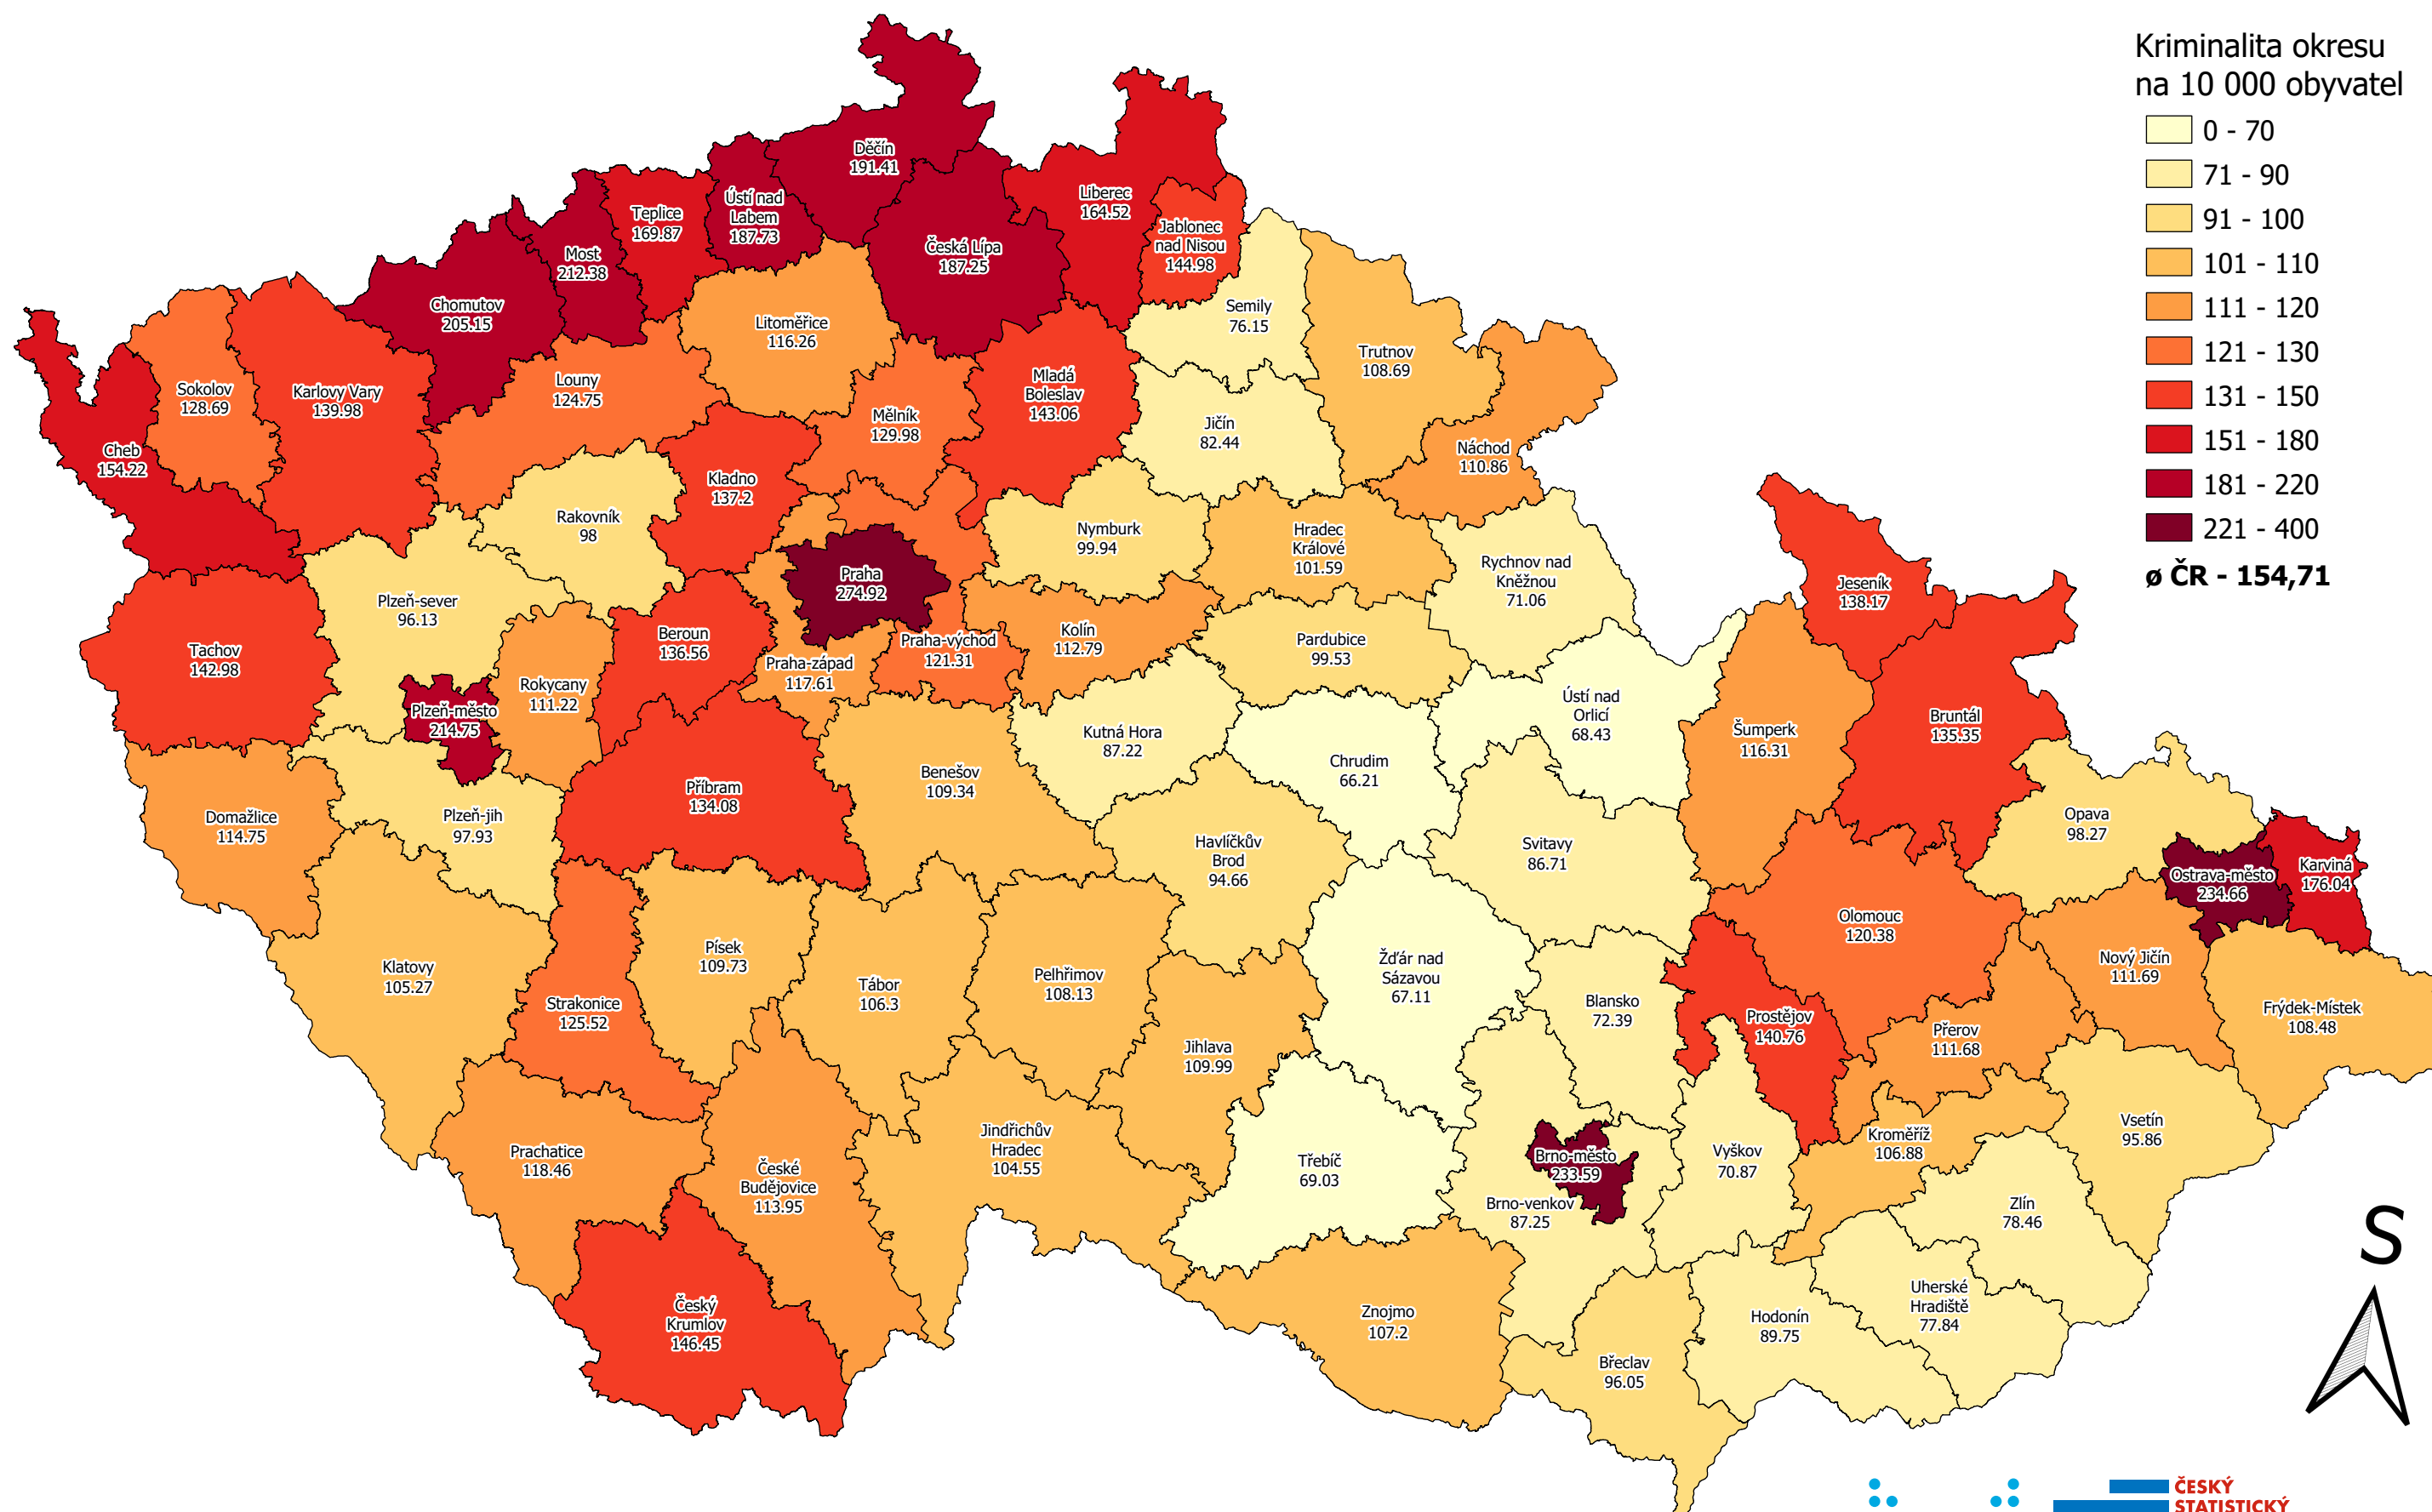 Kriminalita okresu
na 10 000 obyvatel
0 - 70
71 - 90
91 - 100
101 - 110
111 - 120
121 - 130
131 - 150
151 - 180
181 - 220
221 - 400
ø ČR - 154,71
Děčín
191.41
Liberec
164.52
Ústí nad
Labem
187.73
Teplice
169.87
Jablonec
nad Nisou
144.98
Česká Lípa
187.25
Most
212.38
Chomutov
205.15
Semily
76.15
Litoměřice
116.26
Trutnov
108.69
Sokolov
128.69
Karlovy Vary
139.98
Louny
124.75
Mladá
Boleslav
143.06
Mělník
129.98
Jičín
82.44
Cheb
154.22
Náchod
110.86
Kladno
137.2
Rakovník
98
Nymburk
99.94
Hradec
Králové
101.59
Rychnov nad
Kněžnou
71.06
Praha
274.92
Jeseník
138.17
Plzeň-sever
96.13
Tachov
142.98
Beroun
136.56
Praha-západ
117.61
Praha-východ
121.31
Kolín
112.79
Pardubice
99.53
Rokycany
111.22
Plzeň-město
214.75
Ústí nad
Orlicí
68.43
Kutná Hora
87.22
Šumperk
116.31
Bruntál
135.35
Chrudim
66.21
Benešov
109.34
Příbram
134.08
Domažlice
114.75
Plzeň-jih
97.93
Opava
98.27
Havlíčkův
Brod
94.66
Svitavy
86.71
Ostrava-město
234.66
Karviná
176.04
Olomouc
120.38
Klatovy
105.27
Písek
109.73
Tábor
106.3
Pelhřimov
108.13
Žďár nad
Sázavou
67.11
Nový Jičín
111.69
Strakonice
125.52
Blansko
72.39
Prostějov
140.76
Přerov
111.68
Frýdek-Místek
108.48
Jihlava
109.99
Prachatice
118.46
České
Budějovice
113.95
Jindřichův
Hradec
104.55
Třebíč
69.03
Brno-město
233.59
Brno-venkov
87.25
Vyškov
70.87
Kroměříž
106.88
Vsetín
95.86
Zlín
78.46
Český
Krumlov
146.45
Znojmo
107.2
Břeclav
96.05
Hodonín
89.75
Uherské
Hradiště
77.84
S
ČESKÝ
STATISTICKÝ